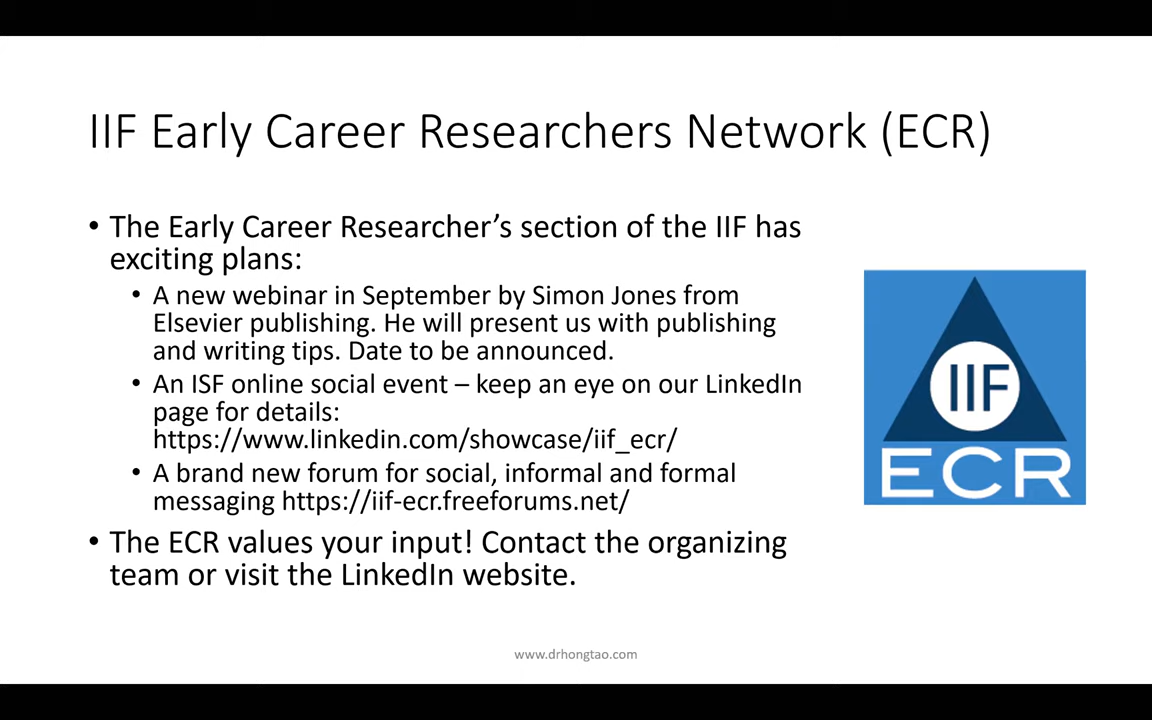 IIF Early Career Researchers Network (ECR)
• The Early Career Researcher’s section of the IIF has
exciting plans:
• A new webinar in September by Simon Jones from
Elsevier publishing. He will present us with publishing
and writing tips. Date to be announced.
• An ISF online social event – keep an eye on our LinkedIn
page for details:
https://www.linkedin.com/showcase/iif_ecr/
• A brand new forum for social, informal and formal
messaging https://iif-ecr.freeforums.net/
• The ECR values your input! Contact the organizing
team or visit the LinkedIn website.
IIF
ECR
www.drhongtao.com